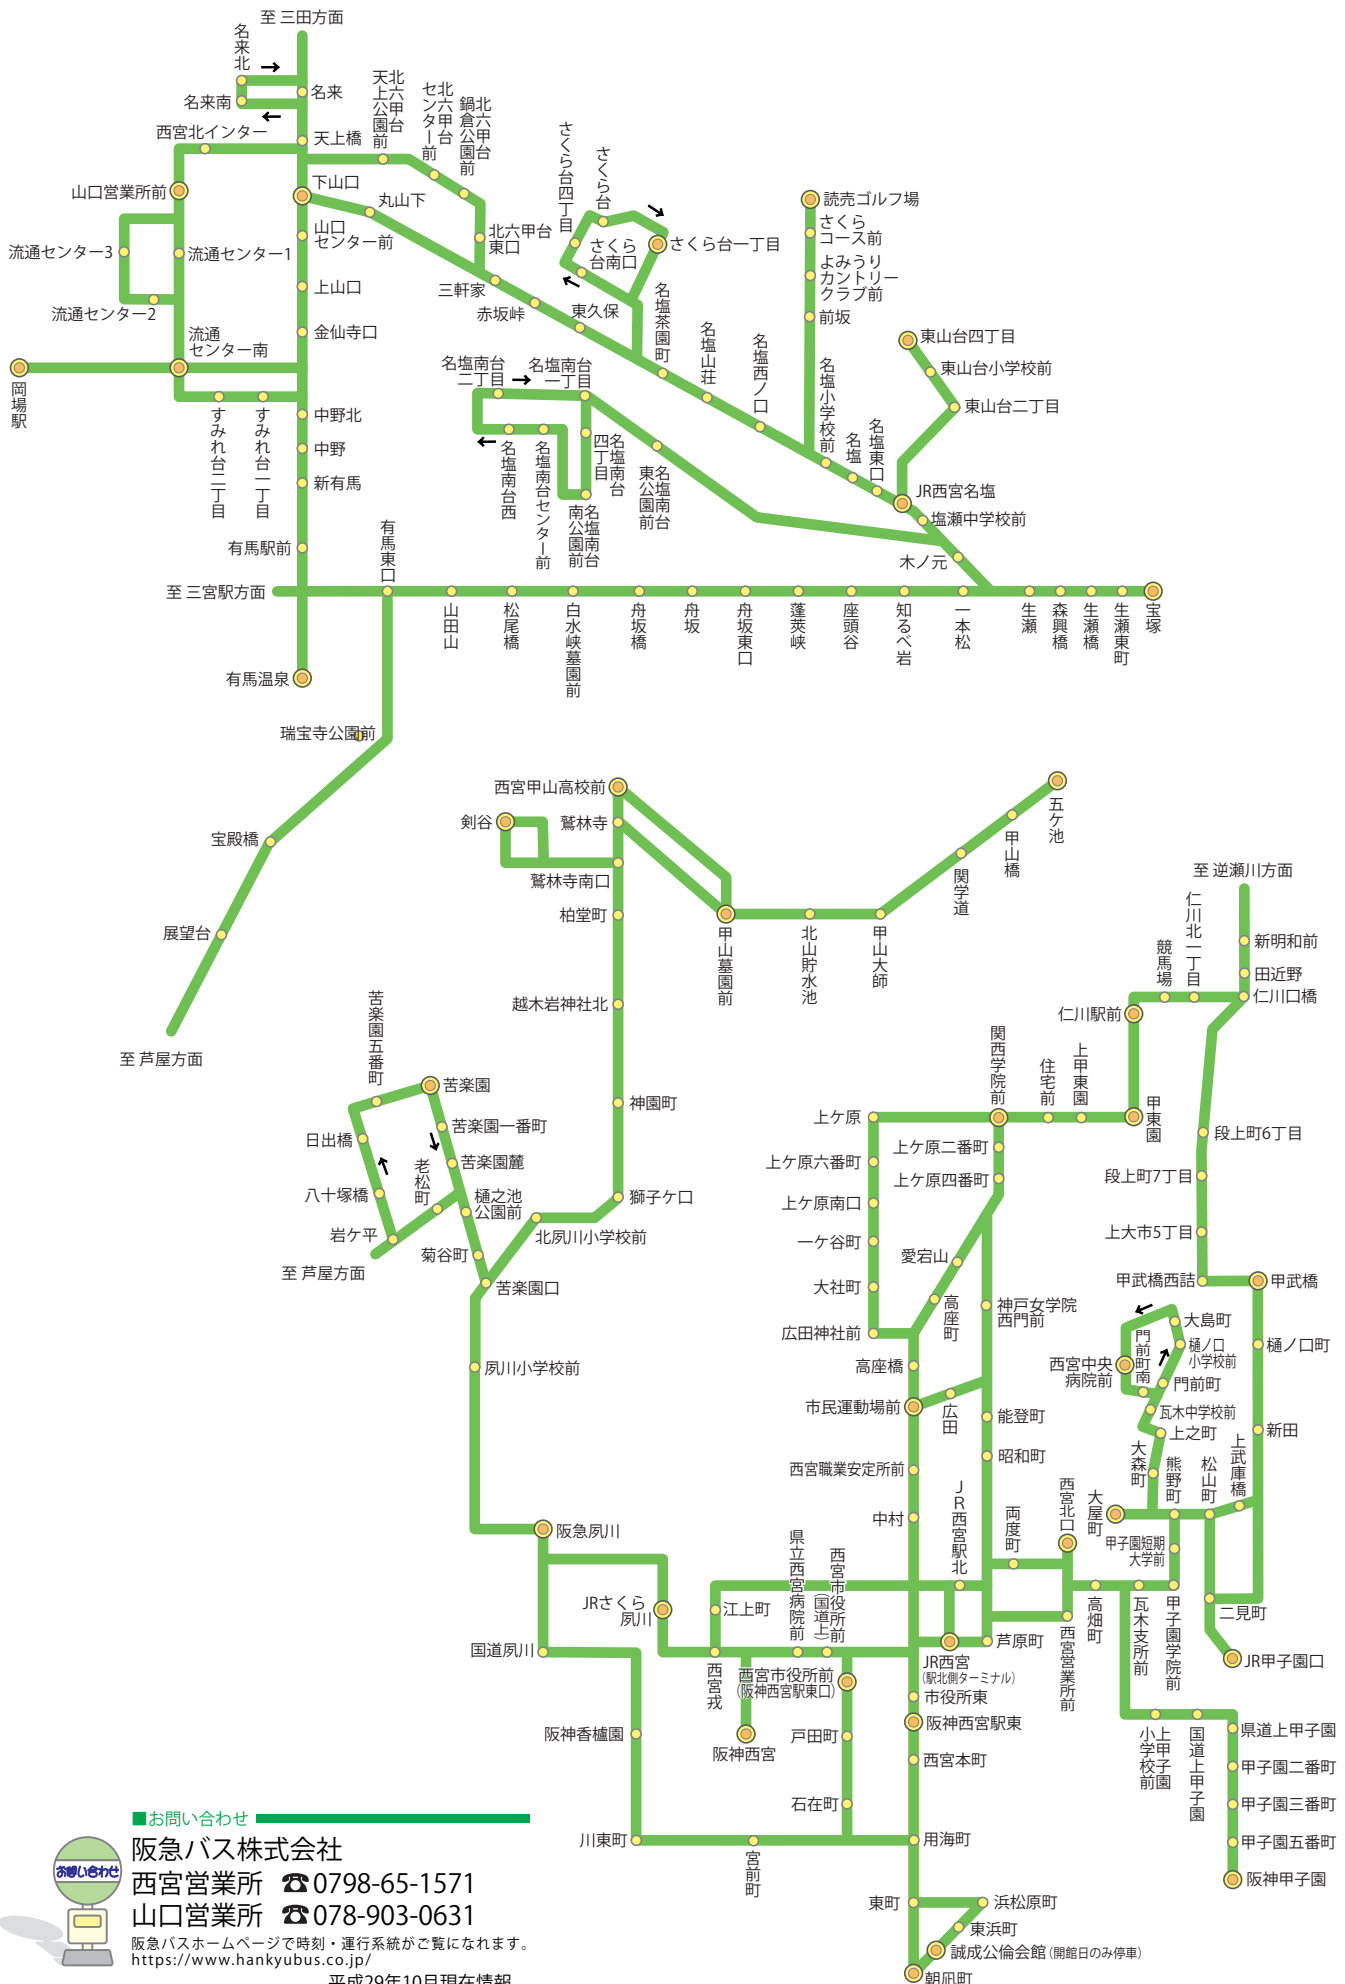 至 三田方面
名来北
名来南
名来
西宮北インター
天上橋
北六甲台
天上公園前
北六甲台
センター前
北六甲台
鍋倉公園前
さくら台四丁目
さくら台
山口営業所前
下山口
丸山下
読売ゴルフ場
さくら
コース前
山口
センター前
北六甲台
東口
さくら
台南口
さくら台一丁目
流通センター3
流通センター1
よみうり
カントリー
クラブ前
上山口
三軒家
流通センター2
赤坂峠
東久保
名塩茶園町
前坂
流通
センター南
金仙寺口
名塩山荘
名塩西ノ口
東山台四丁目
東山台小学校前
岡場駅
名塩南台
二丁目
名塩南台
一丁目
名塩小学校前
東山台二丁目
すみれ台二丁目
すみれ台一丁目
中野北
中野
名塩南台西
名塩南台センター前
名塩南台
四丁目
名塩南台
東公園前
名塩
名塩東口
新有馬
JR西宮名塩
名塩南台
南公園前
塩瀬中学校前
有馬駅前
有馬東口
木ノ元
至 三宮駅方面
山田山
松尾橋
白水峡墓園前
舟坂橋
舟坂
舟坂東口
蓬莢峡
座頭谷
知るべ岩
一本松
生瀬
森興橋
生瀬橋
生瀬東町
宝塚
有馬温泉
瑞宝寺公園前
宝殿橋
展望台
至 芦屋方面
西宮甲山高校前
剣谷
鷲林寺
鷲林寺南口
柏堂町
甲山墓園前
北山貯水池
甲山大師
関学道
甲山橋
五ケ池
越木岩神社北
神園町
獅子ケ口
北夙川小学校前
苦楽園五番町
苦楽園
苦楽園一番町
日出橋
老松町
苦楽園麓
八十塚橋
樋之池
公園前
岩ケ平
菊谷町
至 芦屋方面
苦楽園口
夙川小学校前
至 逆瀬川方面
新明和前
田近野
仁川北一丁目
競馬場
仁川口橋
仁川駅前
関西学院前
住宅前
上甲東園
甲東園
上ケ原
上ケ原二番町
上ケ原六番町
上ケ原四番町
上ケ原南口
一ケ谷町
愛宕山
大社町
高座町
広田神社前
神戸女学院
西門前
高座橋
市民運動場前
広田
能登町
西宮職業安定所前
昭和町
中村
段上町6丁目
段上町7丁目
上大市5丁目
甲武橋西詰
甲武橋
大島町
門前町南
樋ノ口
小学校前
樋ノ口町
西宮中央
病院前
門前町
瓦木中学校前
上之町
新田
大森町
熊野町
松山町
上武庫橋
大屋町
甲子園短期
大学前
西宮北口
両度町
JR西宮駅北
阪急夙川
県立西宮病院前
西宮市役所前
(国道上)
JRさくら
夙川
江上町
国道夙川
西宮戎
西宮市役所前
(阪神西宮駅東口)
芦原町
JR西宮
(駅北側ターミナル)
西宮営業所前
高畑町
瓦木支所前
甲子園学院前
二見町
JR甲子園口
市役所東
阪神香櫨園
阪神西宮
戸田町
阪神西宮駅東
西宮本町
石在町
上甲子園
小学校前
国道上甲子園
県道上甲子園
甲子園二番町
甲子園三番町
甲子園五番町
阪神甲子園
川東町
宮前町
用海町
東町
浜松原町
東浜町
誠成公倫会館(開館日のみ停車)
朝凪町
■お問い合わせ
お問い合わせ
阪急バス株式会社
西宮営業所 ☎0798-65-1571
山口営業所 ☎078-903-0631
阪急バスホームページで時刻・運行系統がご覧になれます。
https://www.hankyubus.co.jp/
平成29年10月現在情報